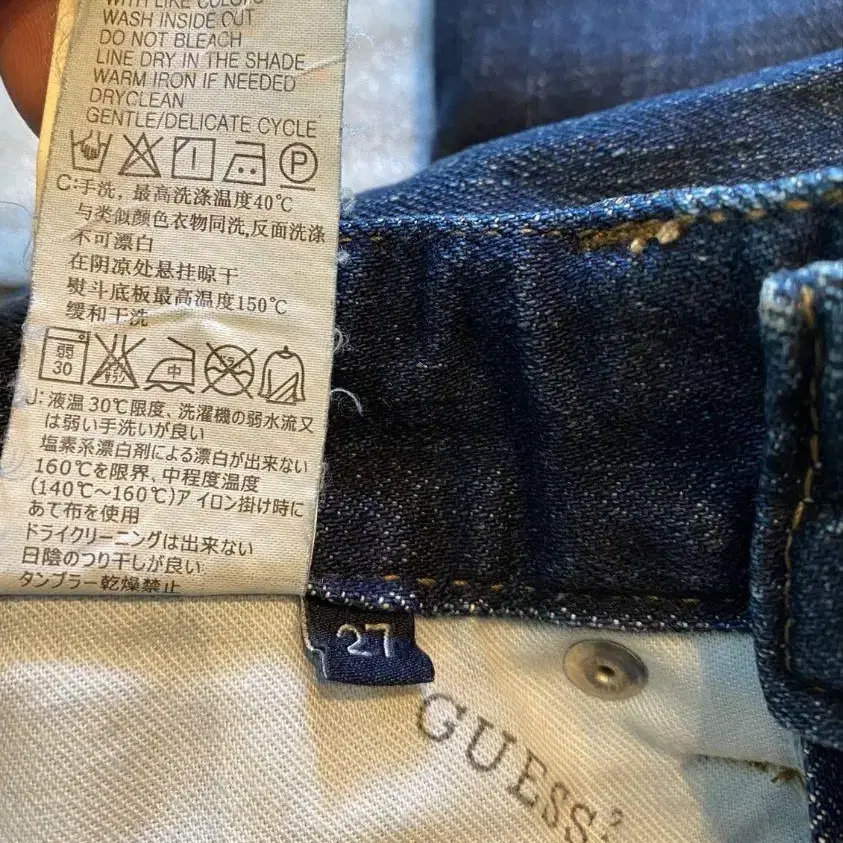 WITH LIKE COLORS
WASH INSIDE OUT
DO NOT BLEACH
LINE DRY IN THE SHADE
WARM IRON IF NEEDED
DRYCLEAN
GENTLE/DELICATE CYCLE
P
C:手洗，最高洗涤温度40℃
与类似颜色衣物同洗,反面洗涤
不可漂白
在阴凉处悬挂晾干
熨斗底板最高温度150℃
缓和干洗
弱
30
中
J:液温30℃限度、洗濯機の弱水流又
は弱い手洗いが良い
塩素系漂白剤による漂白が出来ない
160℃を限界、中程度温度
(140℃〜160℃)アイロン掛け時に
あて布を使用
ドライクリーニングは出来ない
日陰のつり干しが良い
タンブラー乾燥禁止
27
GUESS?